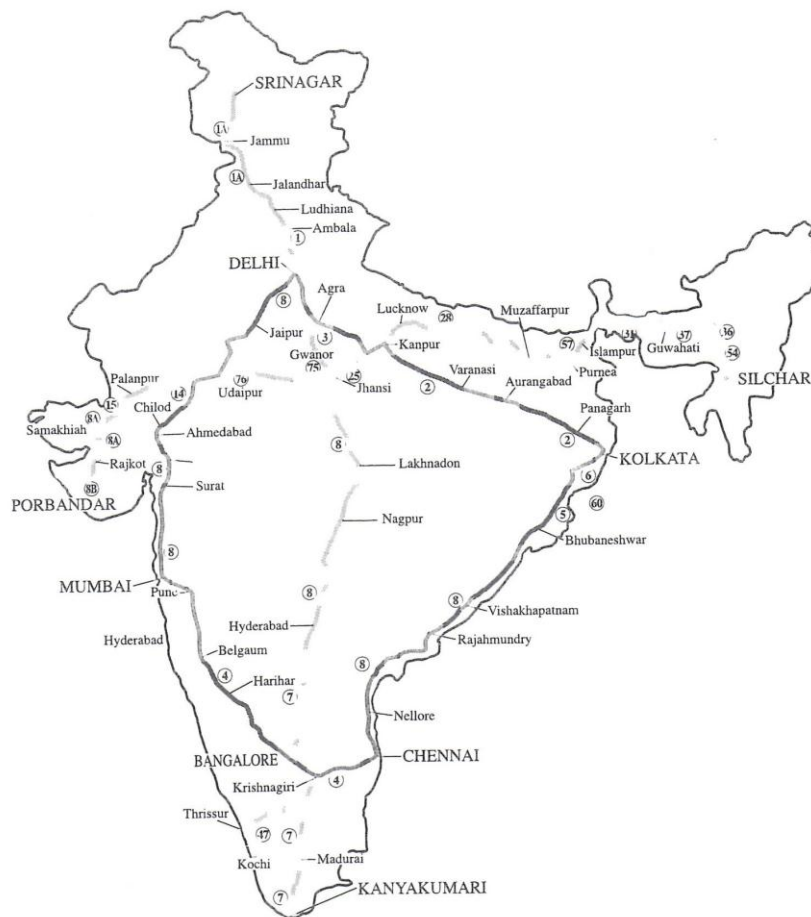 SRINAGAR
1A
Jammu
1A
Jalandhar
Ludhiana
Ambala
1
DELHI
8
Agra
Lucknow
28
Muzaffarpur
Jaipur
3
Kanpur
57
31
Guwahati
37
36
Gwanor
Islampur
54
75
25
Jhansi
Purnea
Palanpur
76
Varanasi
SILCHAR
14
Udaipur
2
Aurangabad
15
Chilod
Panagarh
8A
Samakhiah
Ahmedabad
2
8A
8
Lakhnadon
KOLKATA
Rajkot
8
6
8B
Surat
PORBANDAR
60
Nagpur
5
Bhubaneshwar
8
MUMBAI
Punc
8
8
Vishakhapatnam
Hyderabad
Hyderabad
Rajahmundry
Belgaum
8
4
Harihar
7
Nellore
BANGALORE
CHENNAI
Krishnagiri
4
Thrissur
47
7
Kochi
Madurai
7
KANYAKUMARI